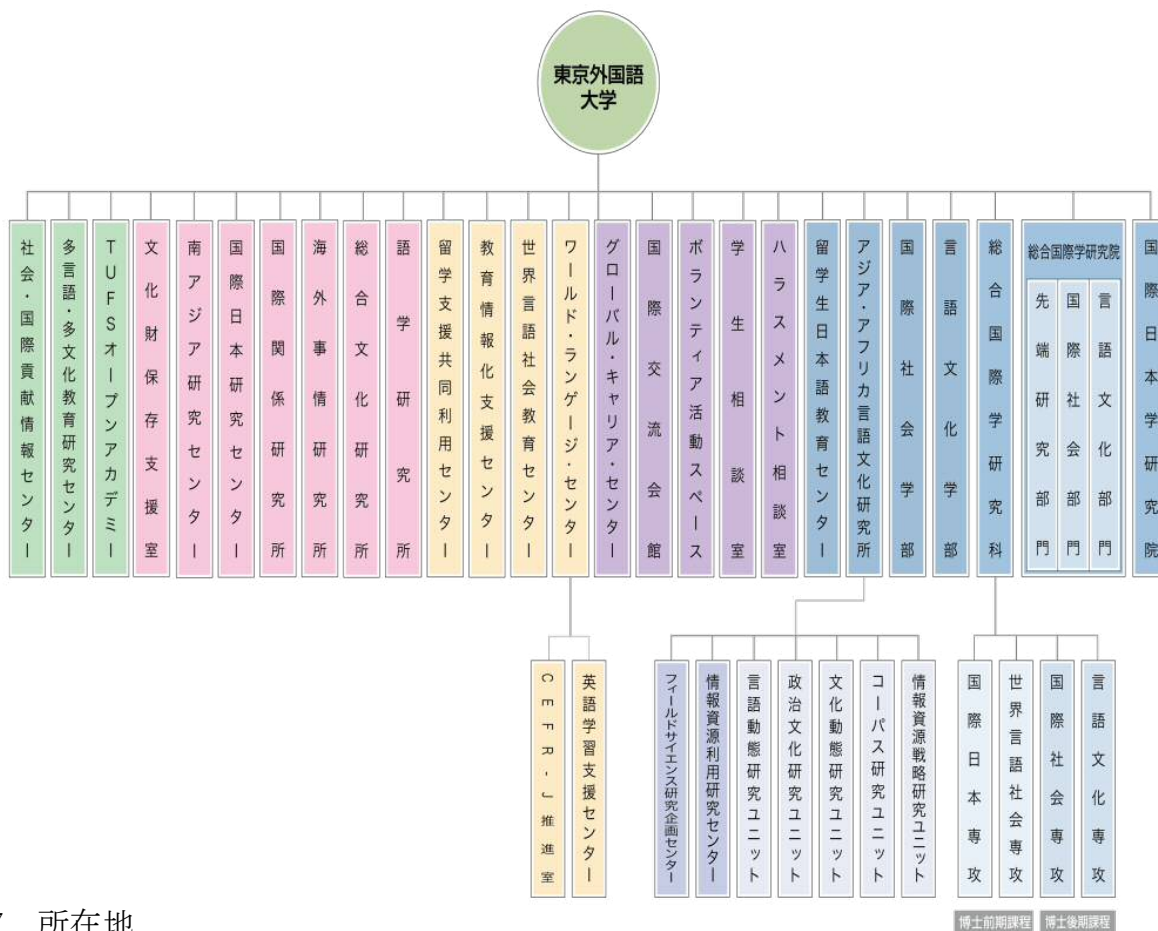 東京外国語
大学
国際日本学研究院
総合国際学研究院
言語文化部門
国際社会部門
先端研究部門
総合国際学研究科
言語文化学部
国際社会学部
アジア・アフリカ言語文化研究所
留学生日本語教育センター
ハラスメント相談室
学生相談室
ボランティア活動スペース
国際交流会館
グローバル・キャリア・センター
ワールド・ランゲージ・センター
世界言語社会教育センター
教育情報化支援センター
留学支援共同利用センター
語学研究所
総合文化研究所
海外事情研究所
国際関係研究所
国際日本研究センター
南アジア研究センター
文化財保存支援室
TUFSオープンアカデミー
多言語・多文化教育研究センター
社会・国際貢献情報センター
言語文化専攻
国際社会専攻
世界言語社会専攻
国際日本専攻
情報資源戦略研究ユニット
コーパス研究ユニット
文化動態研究ユニット
政治文化研究ユニット
言語動態研究ユニット
情報資源利用研究センター
フィールドサイエンス研究企画センター
英語学習支援センター
CEFR-J推進室
博士前期課程
博士後期課程
所在地